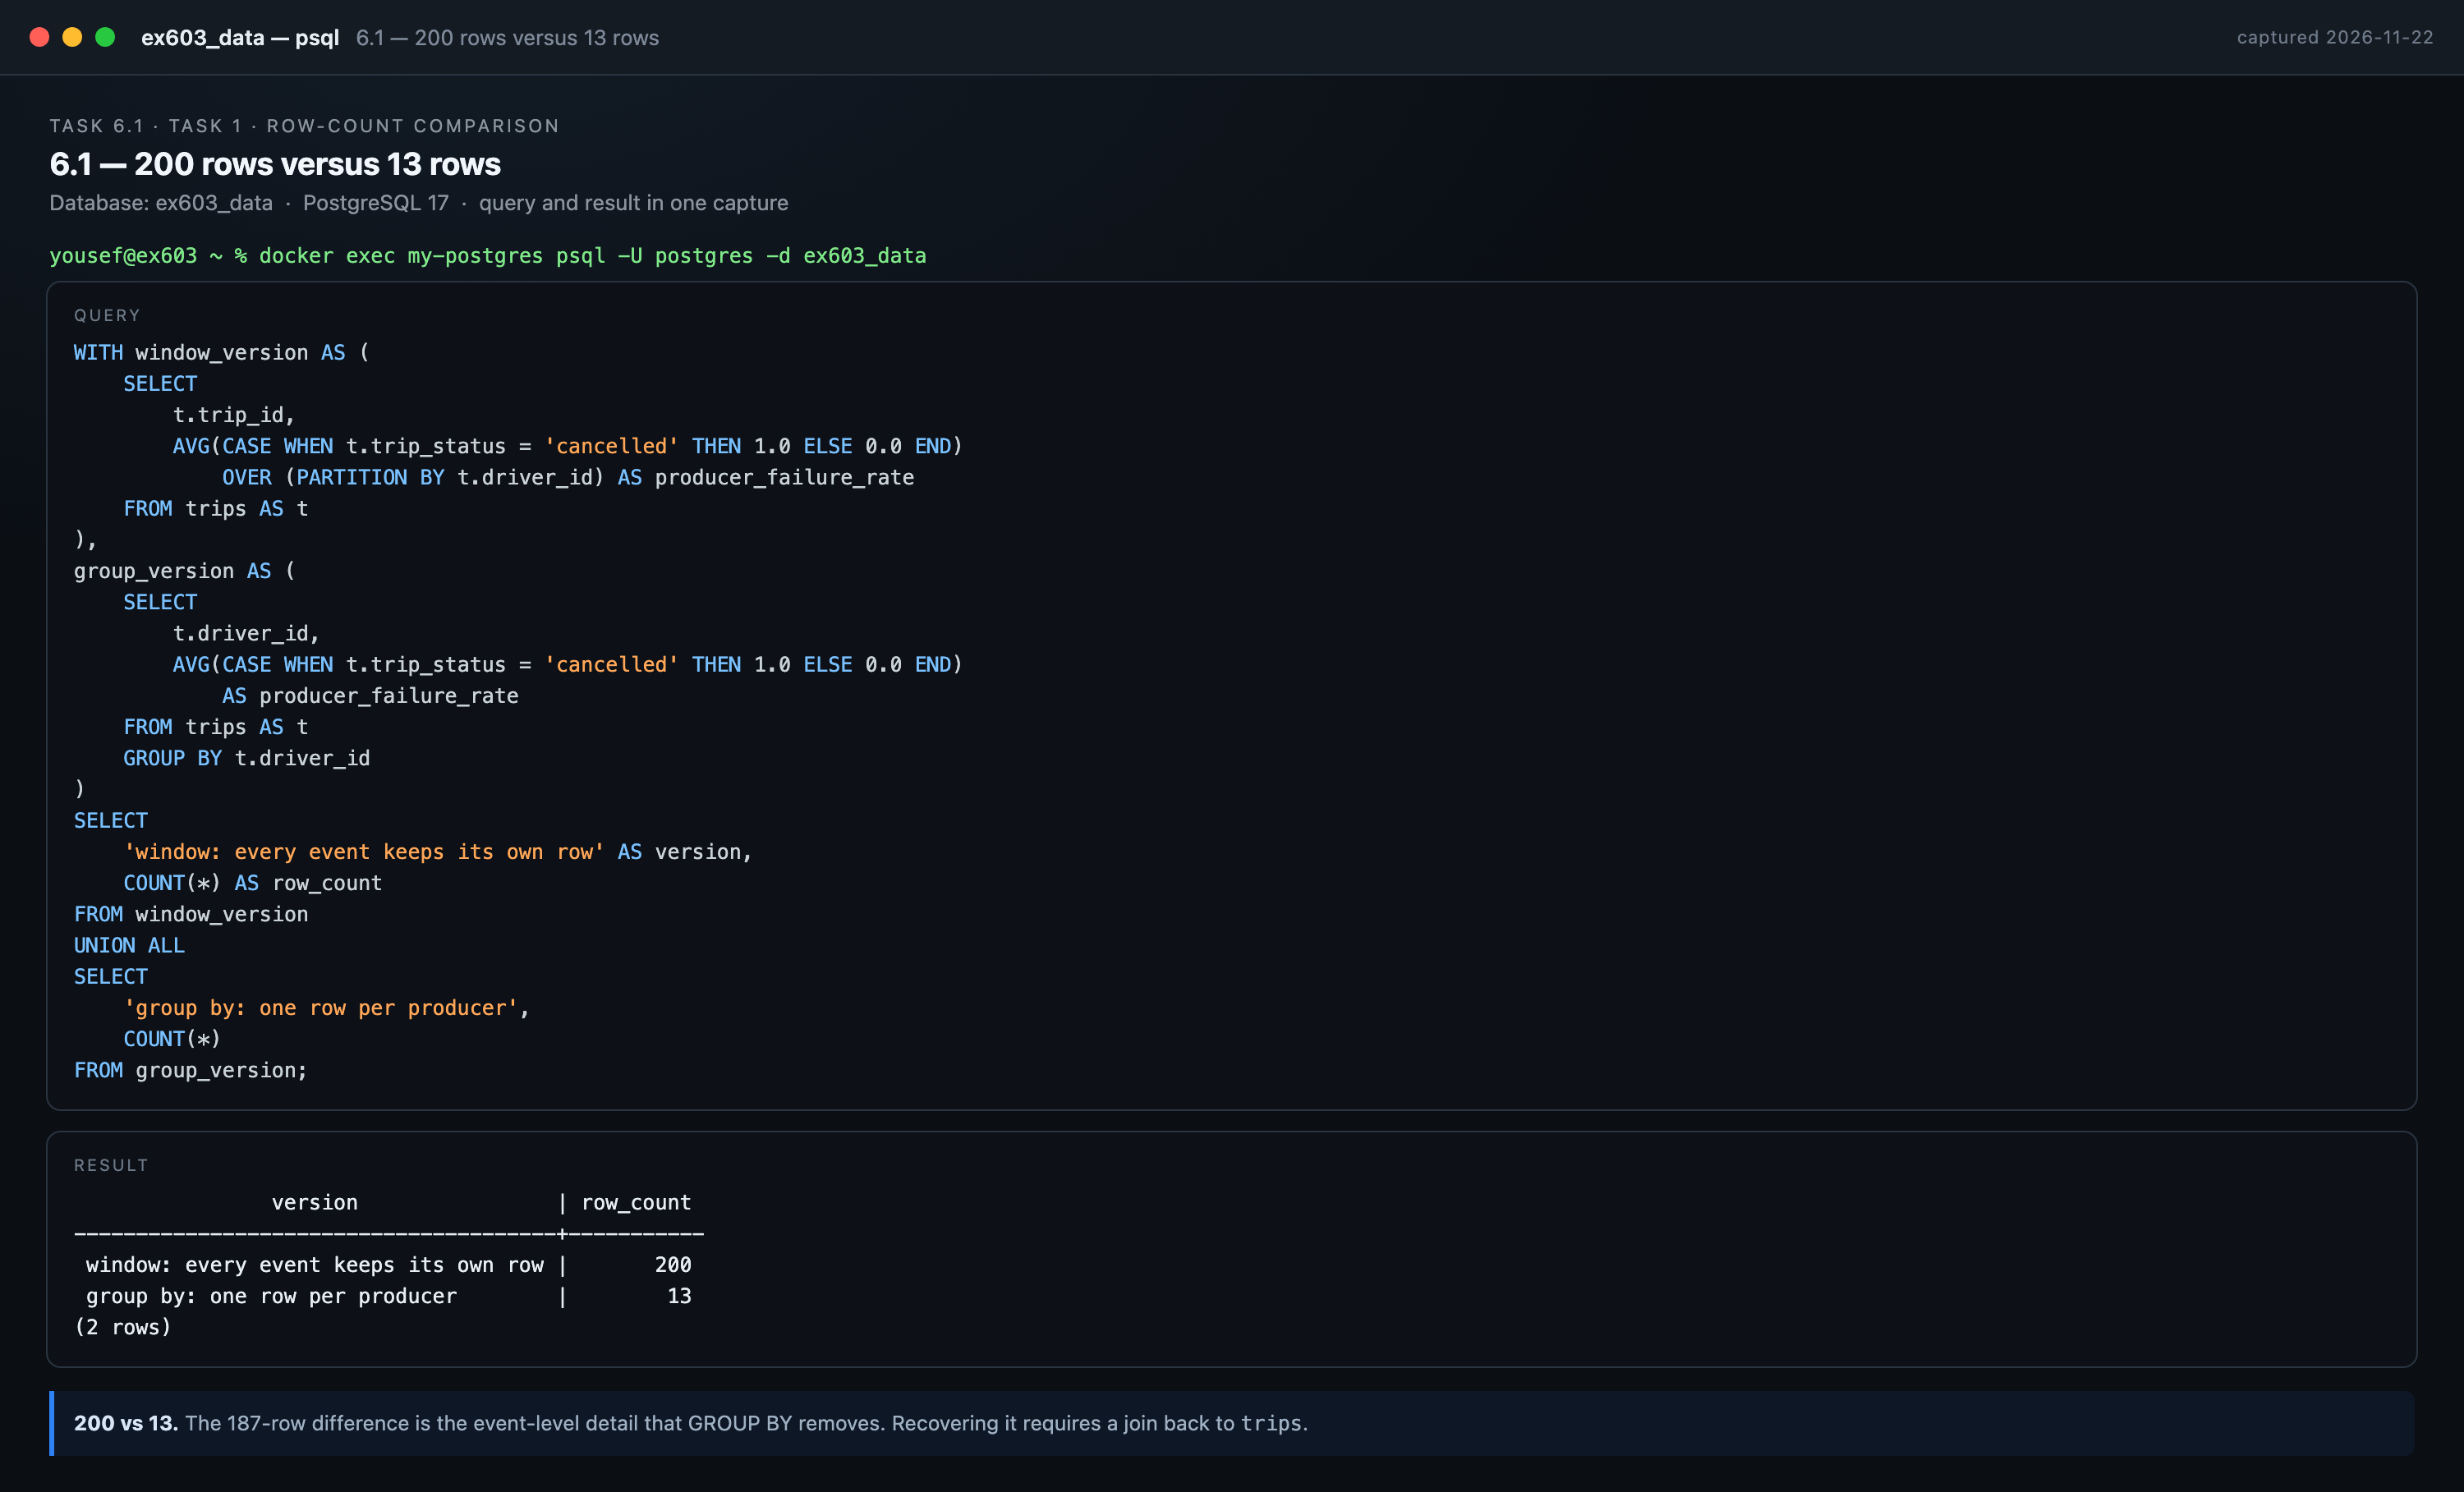 ex603_data — psql 6.1 — 200 rows versus 13 rows captured 2026-11-22
TASK 6.1 · TASK 1 · ROW-COUNT COMPARISON
6.1 — 200 rows versus 13 rows
Database: ex603_data · PostgreSQL 17 · query and result in one capture
yousef@ex603 ~ % docker exec my-postgres psql -U postgres -d ex603_data
QUERY
WITH window_version AS (
    SELECT
        t.trip_id,
        AVG(CASE WHEN t.trip_status = 'cancelled' THEN 1.0 ELSE 0.0 END)
            OVER (PARTITION BY t.driver_id) AS producer_failure_rate
    FROM trips AS t
),
group_version AS (
    SELECT
        t.driver_id,
        AVG(CASE WHEN t.trip_status = 'cancelled' THEN 1.0 ELSE 0.0 END)
            AS producer_failure_rate
    FROM trips AS t
    GROUP BY t.driver_id
)
SELECT
    'window: every event keeps its own row' AS version,
    COUNT(*) AS row_count
FROM window_version
UNION ALL
SELECT
    'group by: one row per producer',
    COUNT(*)
FROM group_version;
RESULT
                version                | row_count
---------------------------------------+-----------
 window: every event keeps its own row |       200
 group by: one row per producer        |        13
(2 rows)
200 vs 13. The 187-row difference is the event-level detail that GROUP BY removes. Recovering it requires a join back to trips.